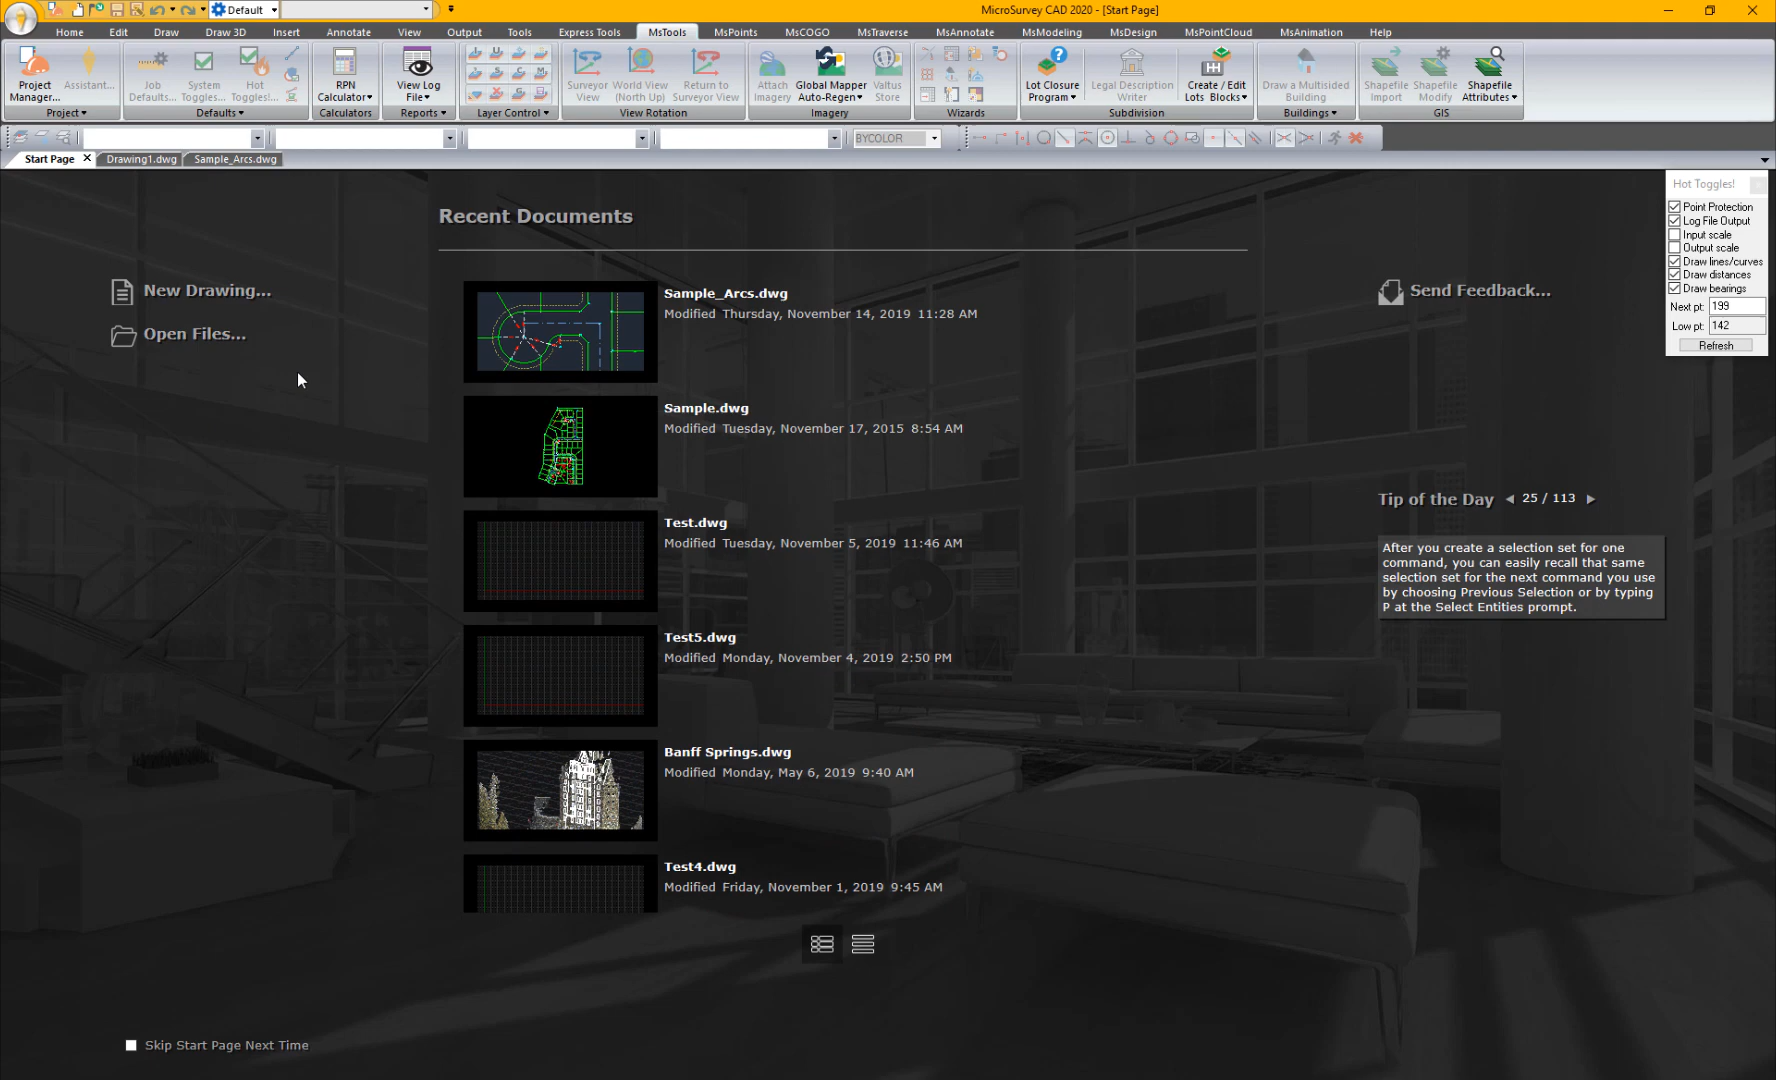 Default
MicroSurvey CAD 2020 - [Start Page]
Home Edit Draw Draw 3D Insert Annotate View Output Tools Express Tools MsTools MsPoints MsCOGO MsTraverse MsAnnotate MsModeling MsDesign MsPointCloud MsAnimation Help
Project Manager... Assistant... Job Defaults... System Toggles... Hot Toggles!... RPN Calculator View Log File Surveyor View World View (North Up) Return to Surveyor View Attach Imagery Global Mapper Auto-Regen Valtus Store Lot Closure Program Legal Description Writer Create / Edit Lots Blocks Draw a Multisided Building Shapefile Import Shapefile Modify Shapefile Attributes
Project Defaults Calculators Reports Layer Control View Rotation Imagery Wizards Subdivision Buildings GIS
BYCOLOR
Start Page Drawing1.dwg Sample_Arcs.dwg
Hot Toggles!
Point Protection
Log File Output
Input scale
Output scale
Draw lines/curves
Draw distances
Draw bearings
Next pt: 199
Low pt: 142
Refresh
Recent Documents
New Drawing...
Open Files...
Sample_Arcs.dwg
Modified Thursday, November 14, 2019 11:28 AM
Sample.dwg
Modified Tuesday, November 17, 2015 8:54 AM
Test.dwg
Modified Tuesday, November 5, 2019 11:46 AM
Test5.dwg
Modified Monday, November 4, 2019 2:50 PM
Banff Springs.dwg
Modified Monday, May 6, 2019 9:40 AM
Test4.dwg
Modified Friday, November 1, 2019 9:45 AM
Send Feedback...
Tip of the Day 25 / 113
After you create a selection set for one
command, you can easily recall that same
selection set for the next command you use
by choosing Previous Selection or by typing
P at the Select Entities prompt.
Skip Start Page Next Time